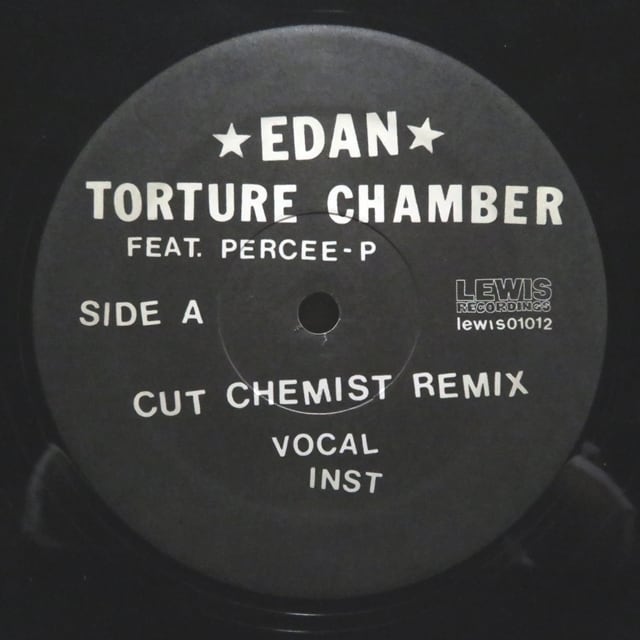 ★EDAN★
TORTURE CHAMBER
FEAT. PERCEE-P
SIDE A
LEWIS
RECORDINGS
lewis01012
CUT CHEMIST REMIX
VOCAL
INST